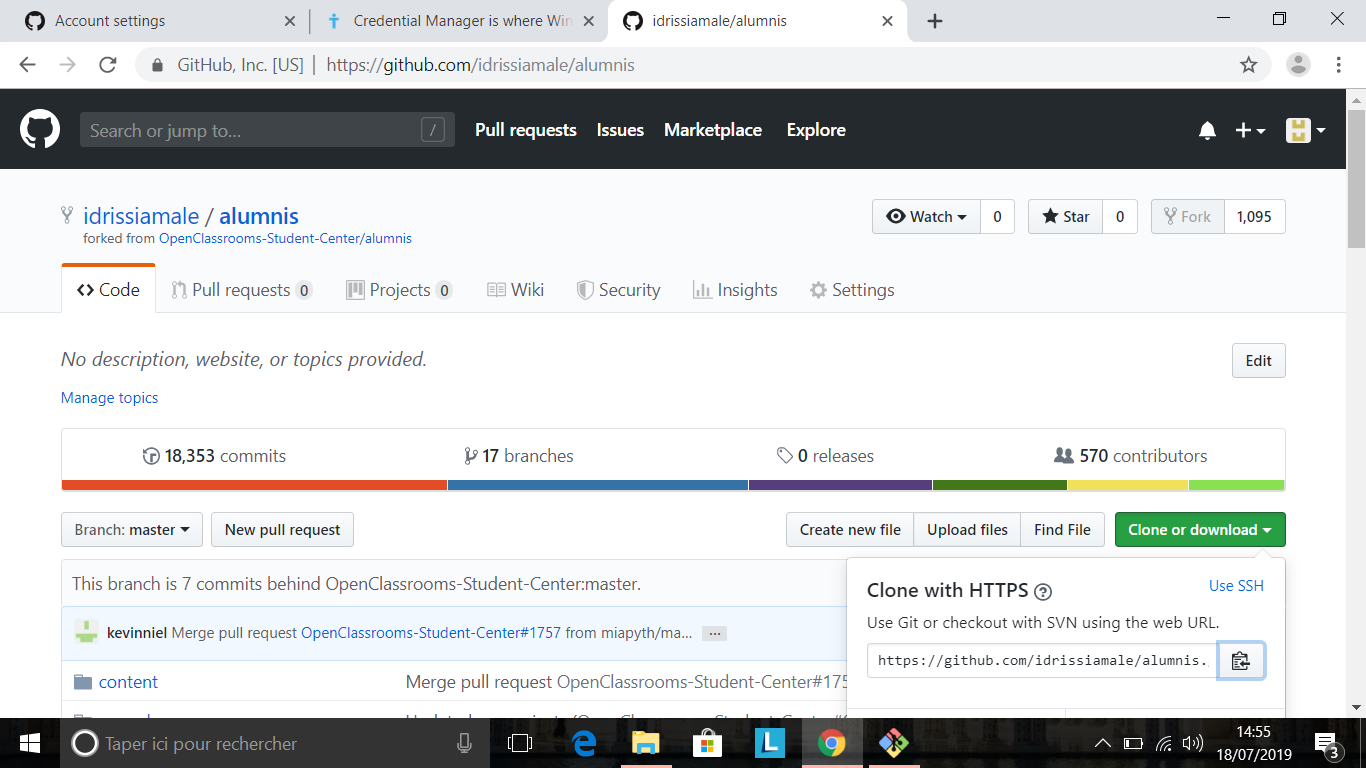 Account settings
Credential Manager is where Win
idrissiamale/alumnis
GitHub, Inc. [US] | https://github.com/idrissiamale/alumnis
Search or jump to... /
Pull requests Issues Marketplace Explore
idrissiamale / alumnis
Watch 0 Star 0 Fork 1,095
forked from OpenClassrooms-Student-Center/alumnis
Code Pull requests 0 Projects 0 Wiki Security Insights Settings
No description, website, or topics provided.
Edit
Manage topics
18,353 commits 17 branches 0 releases 570 contributors
Branch: master New pull request Create new file Upload files Find File Clone or download
This branch is 7 commits behind OpenClassrooms-Student-Center:master.
Clone with HTTPS ? Use SSH
Use Git or checkout with SVN using the web URL.
kevinniel Merge pull request OpenClassrooms-Student-Center#1757 from miapyth/ma... ...
https://github.com/idrissiamale/alumnis.
content Merge pull request OpenClassrooms-Student-Center#175
Taper ici pour rechercher
L
14:55
18/07/2019
3